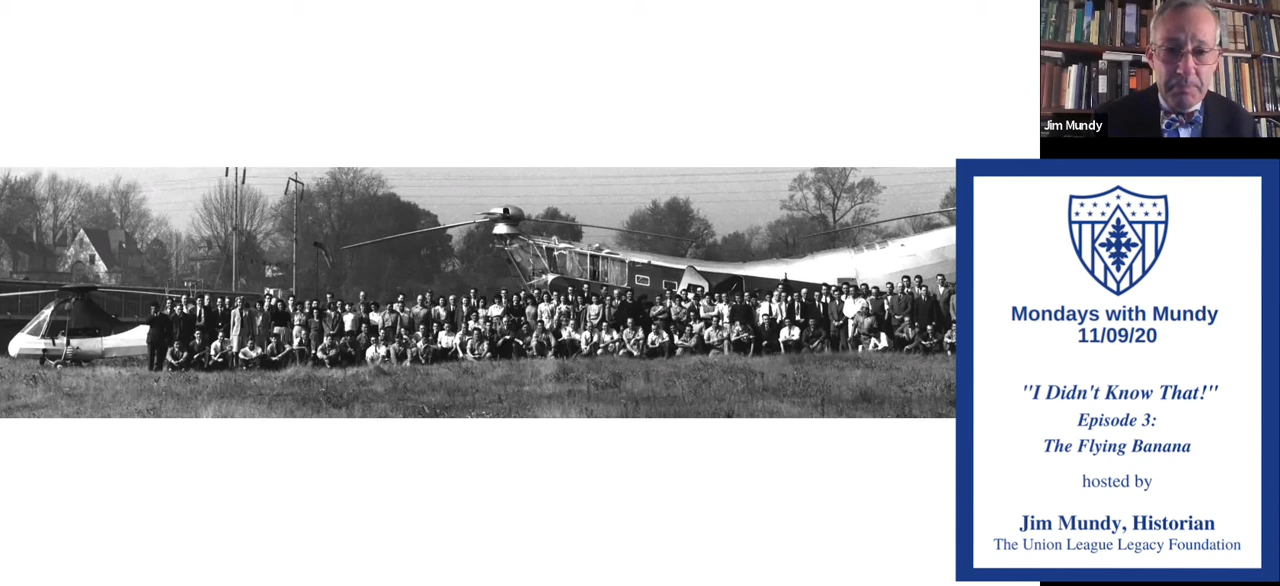 Jim Mundy
Mondays with Mundy
11/09/20
"I Didn't Know That!"
Episode 3:
The Flying Banana
hosted by
Jim Mundy, Historian
The Union League Legacy Foundation